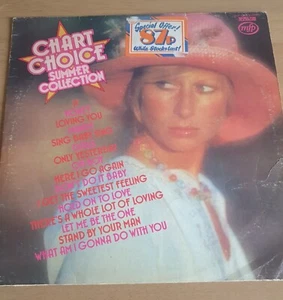 CHART
CHOICE
SUMMER
COLLECTION
Special Offer!
87p
While Stocks Last!
mfp
LOVING YOU
SING BABY SING
ONLY YESTERDAY
HERE I GO AGAIN
DO IT BABY
THE SWEETEST FEELING
HOLD ON TO LOVE
THERE'S A WHOLE LOT OF LOVING
LET ME BE THE ONE
STAND BY YOUR MAN
WHAT AM I GONNA DO WITH YOU